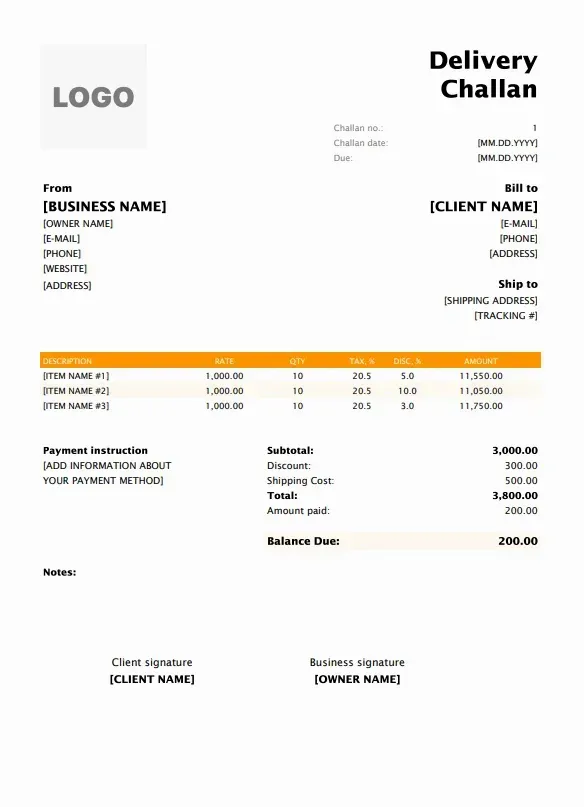 LOGO
Delivery
Challan
Challan no.: 1
Challan date: [MM.DD.YYYY]
Due: [MM.DD.YYYY]
From
[BUSINESS NAME]
[OWNER NAME]
[E-MAIL]
[PHONE]
[WEBSITE]
[ADDRESS]
Bill to
[CLIENT NAME]
[E-MAIL]
[PHONE]
[ADDRESS]
Ship to
[SHIPPING ADDRESS]
[TRACKING #]
DESCRIPTION RATE QTY TAX, % DISC, % AMOUNT
[ITEM NAME #1] 1,000.00 10 20.5 5.0 11,550.00
[ITEM NAME #2] 1,000.00 10 20.5 10.0 11,050.00
[ITEM NAME #3] 1,000.00 10 20.5 3.0 11,750.00
Payment instruction
[ADD INFORMATION ABOUT
YOUR PAYMENT METHOD]
Subtotal: 3,000.00
Discount: 300.00
Shipping Cost: 500.00
Total: 3,800.00
Amount paid: 200.00
Balance Due: 200.00
Notes:
Client signature
[CLIENT NAME]
Business signature
[OWNER NAME]